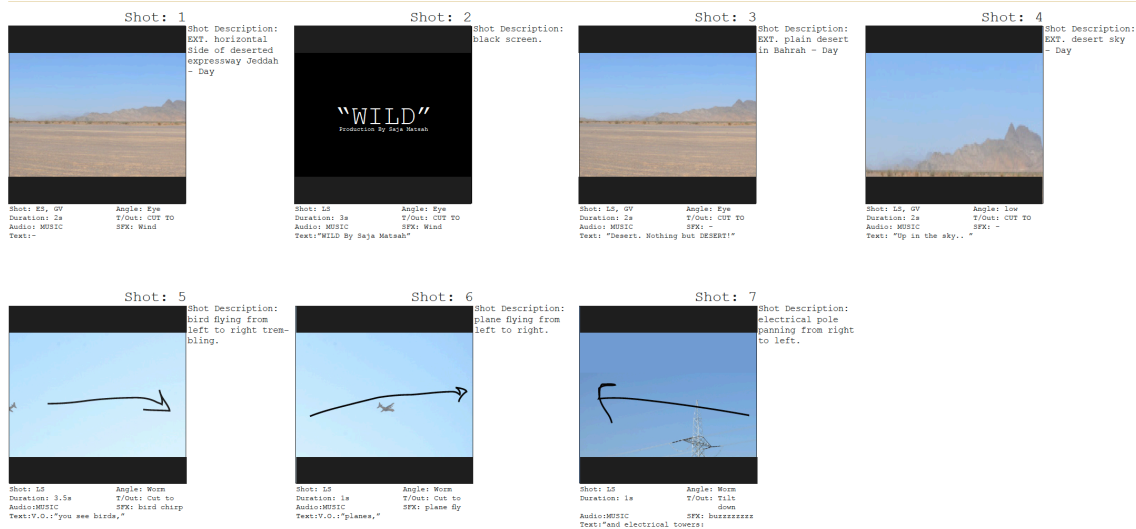 Shot: 1
Shot Description:
EXT. horizontal
Side of deserted
expressway Jeddah
- Day
Shot: ES, GV
Angle: Eye
Duration: 2s
T/Out: CUT TO
Audio: MUSIC
SFX: Wind
Text:-
Shot: 2
Shot Description:
black screen.
"WILD"
Production By Saja Matsah
Shot: LS
Angle: Eye
Duration: 3s
T/Out: CUT TO
Audio: MUSIC
SFX: Wind
Text:"WILD By Saja Matsah"
Shot: 3
Shot Description:
EXT. plain desert
in Bahrah - Day
Shot: LS, GV
Angle: Eye
Duration: 2s
T/Out: CUT TO
Audio: MUSIC
SFX: -
Text: "Desert. Nothing but DESERT!"
Shot: 4
Shot Description:
EXT. desert sky
- Day
Shot: LS, GV
Angle: low
Duration: 2s
T/Out: CUT TO
Audio: MUSIC
SFX: -
Text: "Up in the sky.. "
Shot: 5
Shot Description:
bird flying from
left to right trem-
bling.
Shot: LS
Angle: Worm
Duration: 3.5s
T/Out: Cut to
Audio:MUSIC
SFX: bird chirp
Text:V.O.:"you see birds,"
Shot: 6
Shot Description:
plane flying from
left to right.
Shot: LS
Angle: Worm
Duration: 1s
T/Out: Cut to
Audio:MUSIC
SFX: plane fly
Text:V.O.:"planes,"
Shot: 7
Shot Description:
electrical pole
panning from right
to left.
Shot: LS
Angle: Worm
Duration: 1s
T/Out: Tilt
down
Audio:MUSIC
SFX: buzzzzzzzz
Text:"and electrical towers;